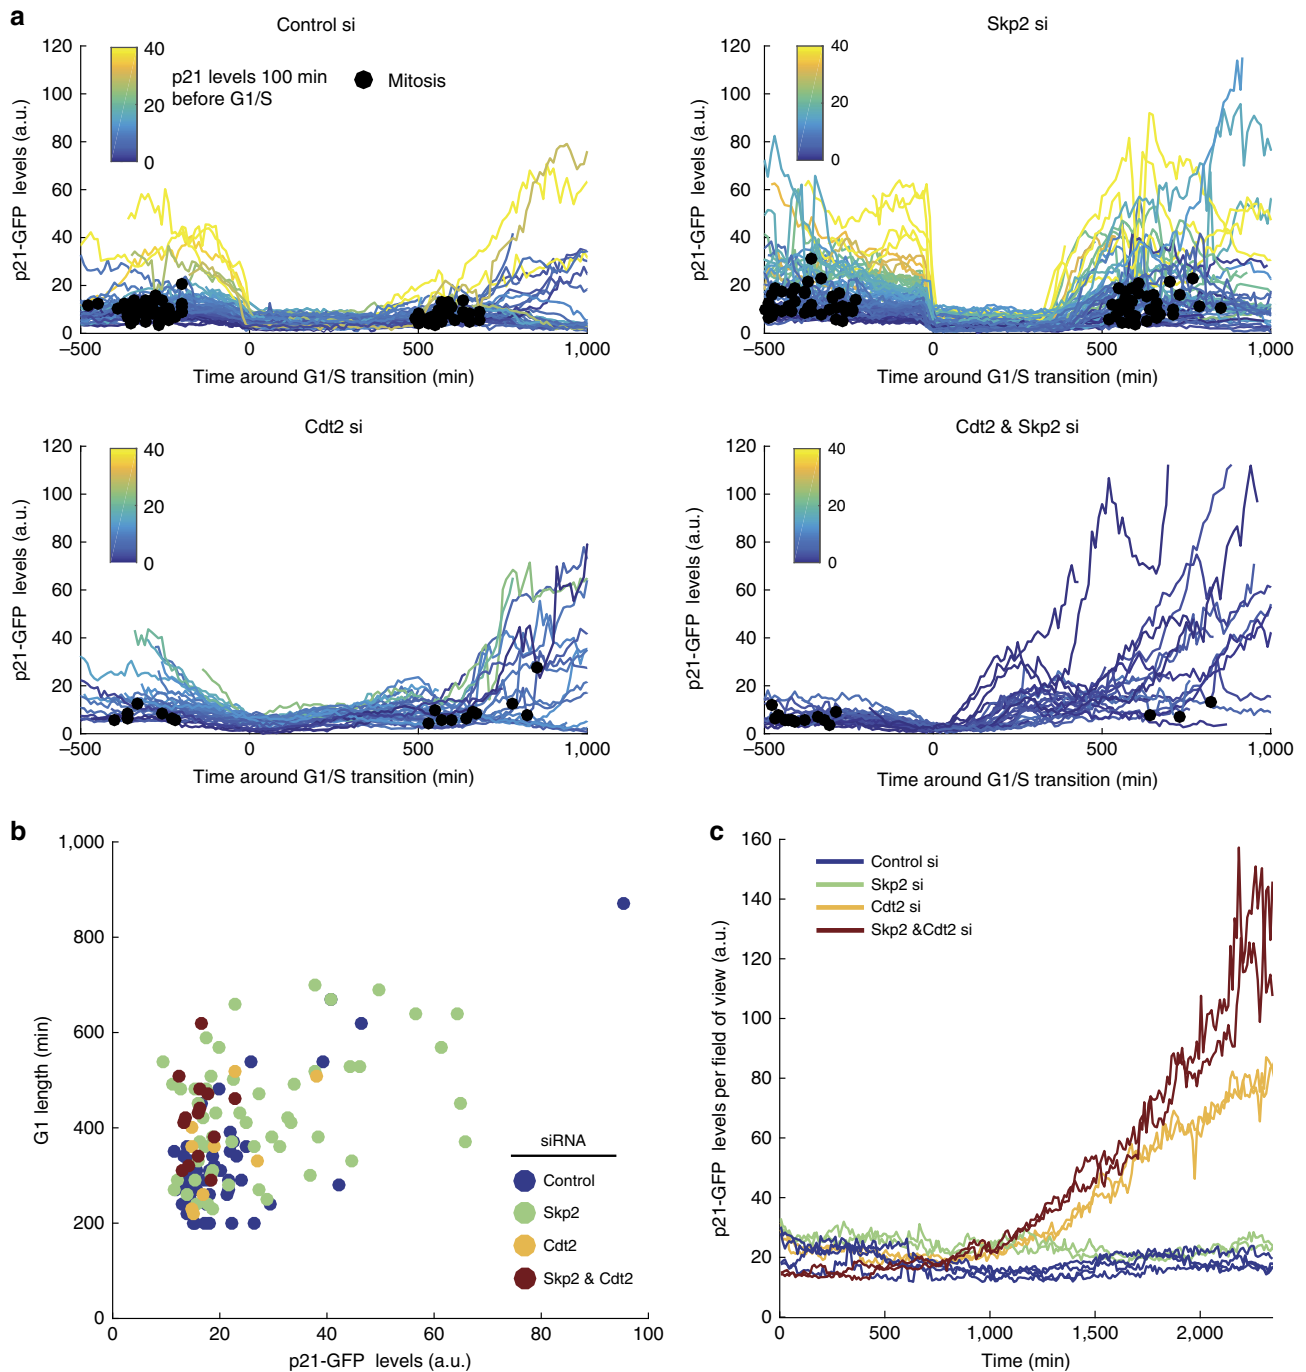 a
Control si
120
100
80
60
40
20
0
p21-GFP levels (a.u.)
40
20
0
p21 levels 100 min
before G1/S
Mitosis
−500
0
500
1,000
Time around G1/S transition (min)
Skp2 si
120
100
80
60
40
20
0
p21-GFP levels (a.u.)
40
20
0
−500
0
500
1,000
Time around G1/S transition (min)
Cdt2 si
120
100
80
60
40
20
0
p21-GFP levels (a.u.)
40
20
0
−500
0
500
1,000
Time around G1/S transition (min)
Cdt2 & Skp2 si
120
100
80
60
40
20
0
p21-GFP levels (a.u.)
40
20
0
−500
0
500
1,000
Time around G1/S transition (min)
b
1,000
800
600
400
200
0
G1 length (min)
siRNA
Control
Skp2
Cdt2
Skp2 & Cdt2
0
20
40
60
80
100
p21-GFP levels (a.u.)
c
160
140
120
100
80
60
40
20
0
p21-GFP levels per field of view (a.u.)
Control si
Skp2 si
Cdt2 si
Skp2 &Cdt2 si
0
500
1,000
1,500
2,000
Time (min)